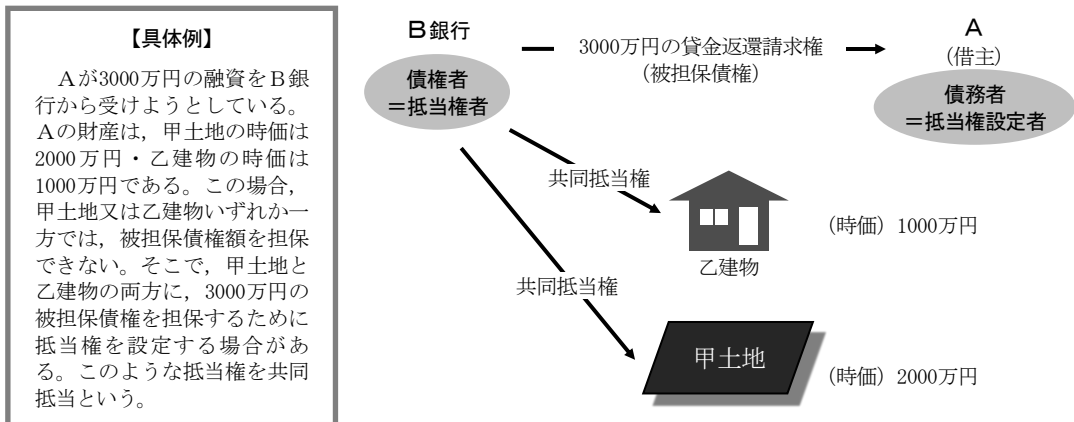 【具体例】
Aが3000万円の融資をB銀
行から受けようとしている。
Aの財産は，甲土地の時価は
2000万円・乙建物の時価は
1000万円である。この場合，
甲土地又は乙建物いずれか一
方では，被担保債権額を担保
できない。そこで，甲土地と
乙建物の両方に，3000万円の
被担保債権を担保するために
抵当権を設定する場合があ
る。このような抵当権を共同
抵当という。
B銀行
債権者
＝抵当権者
3000万円の貸金返還請求権
（被担保債権）
A
（借主）
債務者
＝抵当権設定者
共同抵当権
乙建物
（時価）1000万円
共同抵当権
甲土地
（時価）2000万円